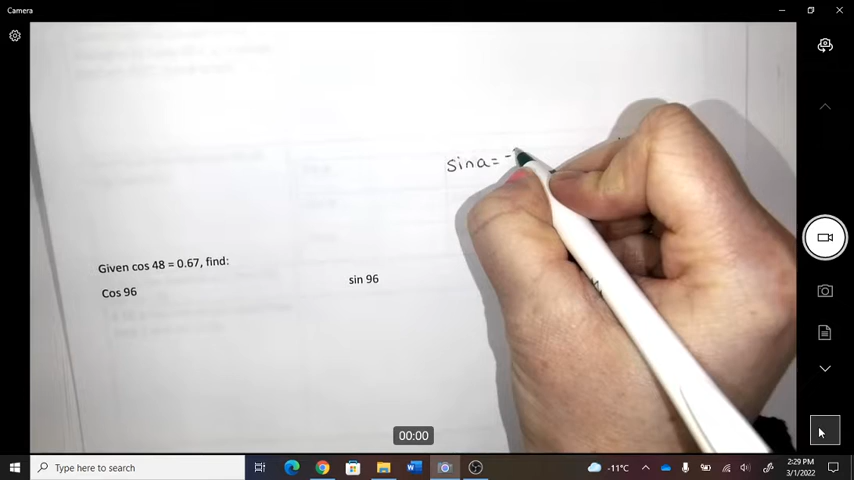 Camera
sina = -
Given cos 48 = 0.67, find:
Cos 96
sin 96
00:00
Type here to search
-11°C
2:29 PM
3/1/2022